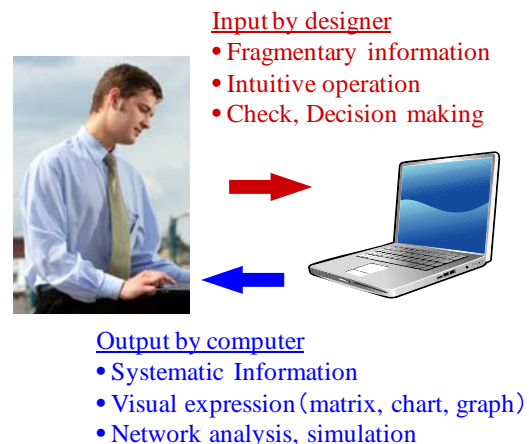 Input by designer
• Fragmentary information
• Intuitive operation
• Check, Decision making
Output by computer
• Systematic Information
• Visual expression（matrix, chart, graph）
• Network analysis, simulation